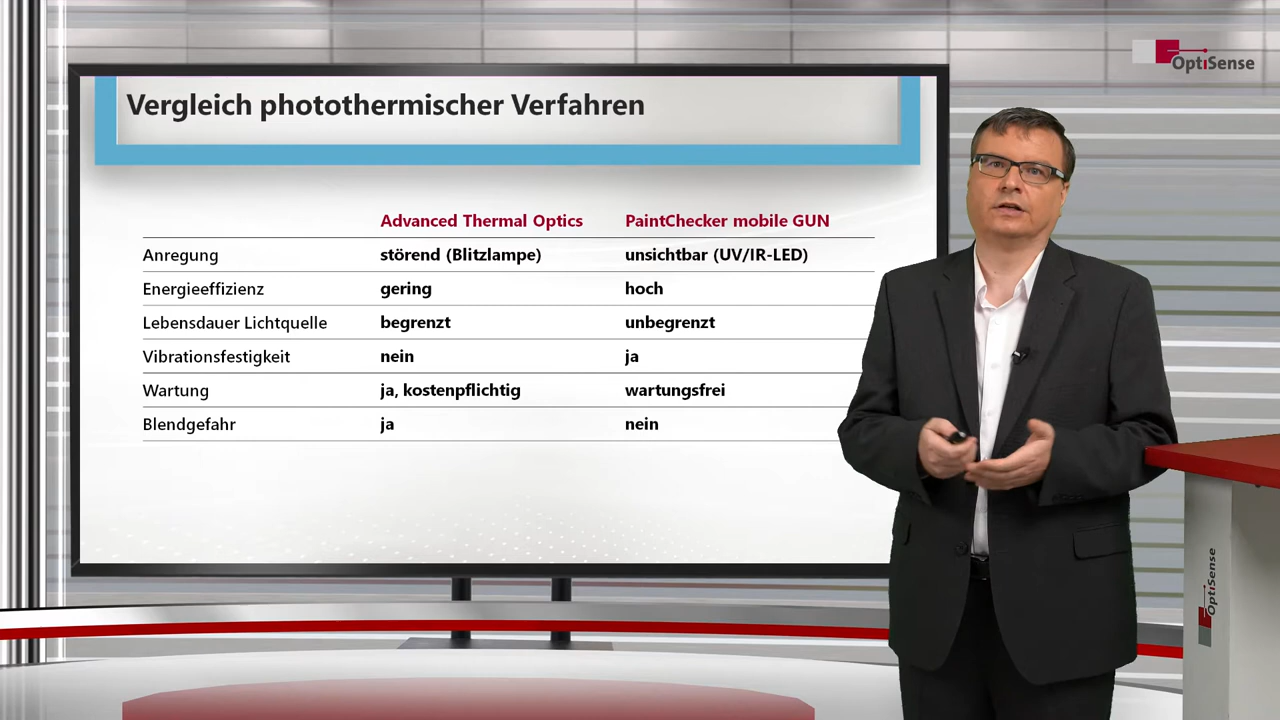 OptiSense
Vergleich photothermischer Verfahren
Advanced Thermal Optics PaintChecker mobile GUN
Anregung störend (Blitzlampe) unsichtbar (UV/IR-LED)
Energieeffizienz gering hoch
Lebensdauer Lichtquelle begrenzt unbegrenzt
Vibrationsfestigkeit nein ja
Wartung ja, kostenpflichtig wartungsfrei
Blendgefahr ja nein
OptiSense